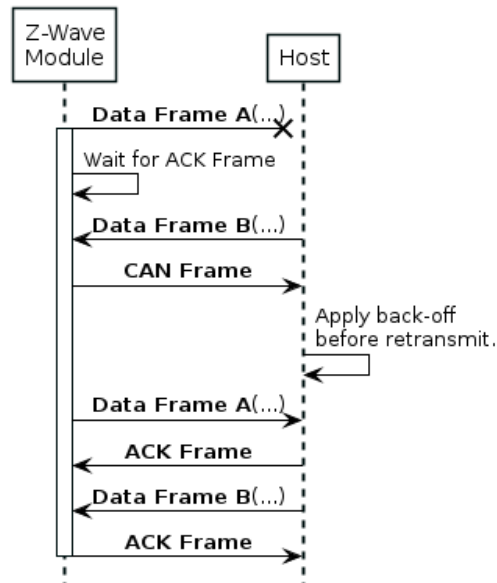 Z-Wave
Module
Host
Data Frame A(...)
Wait for ACK Frame
Data Frame B(...)
CAN Frame
Apply back-off
before retransmit.
Data Frame A(...)
ACK Frame
Data Frame B(...)
ACK Frame